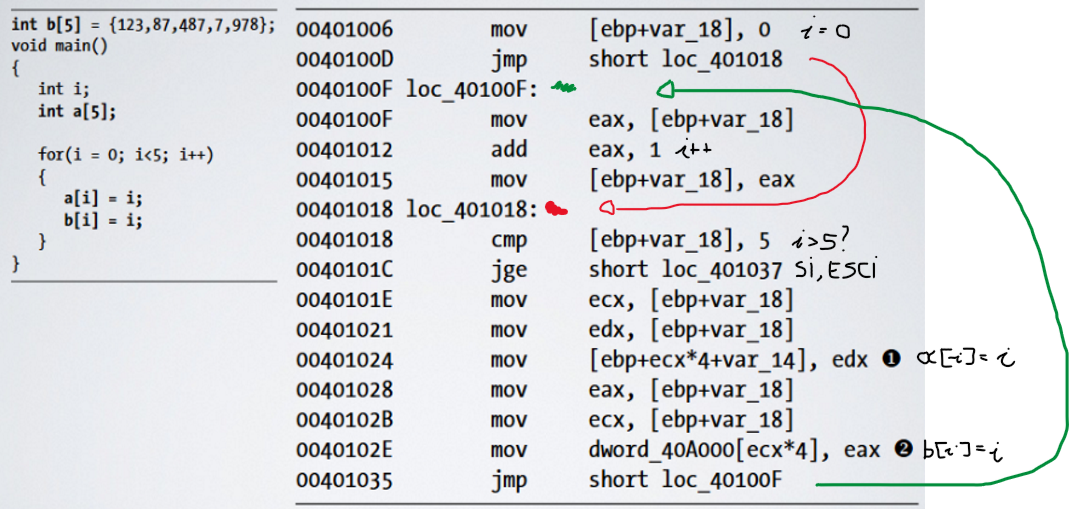 int b[5] = {123,87,487,7,978};
void main()
{
int i;
int a[5];
for(i = 0; i<5; i++)
{
a[i] = i;
b[i] = i;
}
}
00401006 mov [ebp+var_18], 0 i=0
0040100D jmp short loc_401018
0040100F loc_40100F:
0040100F mov eax, [ebp+var_18]
00401012 add eax, 1 i++
00401015 mov [ebp+var_18], eax
00401018 loc_401018:
00401018 cmp [ebp+var_18], 5 i>5?
0040101C jge short loc_401037 SI, ESCI
0040101E mov ecx, [ebp+var_18]
00401021 mov edx, [ebp+var_18]
00401024 mov [ebp+ecx*4+var_14], edx ❶ a[i]=i
00401028 mov eax, [ebp+var_18]
0040102B mov ecx, [ebp+var_18]
0040102E mov dword_40A000[ecx*4], eax ❷ b[i]=i
00401035 jmp short loc_40100F